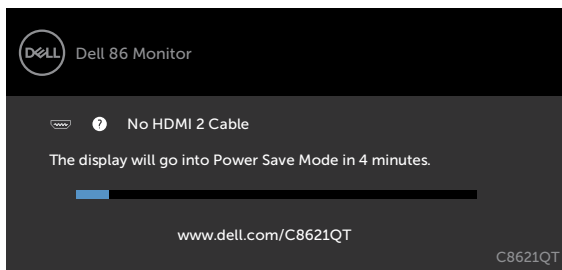 DELL
Dell 86 Monitor
? No HDMI 2 Cable
The display will go into Power Save Mode in 4 minutes.
www.dell.com/C8621QT
C8621QT